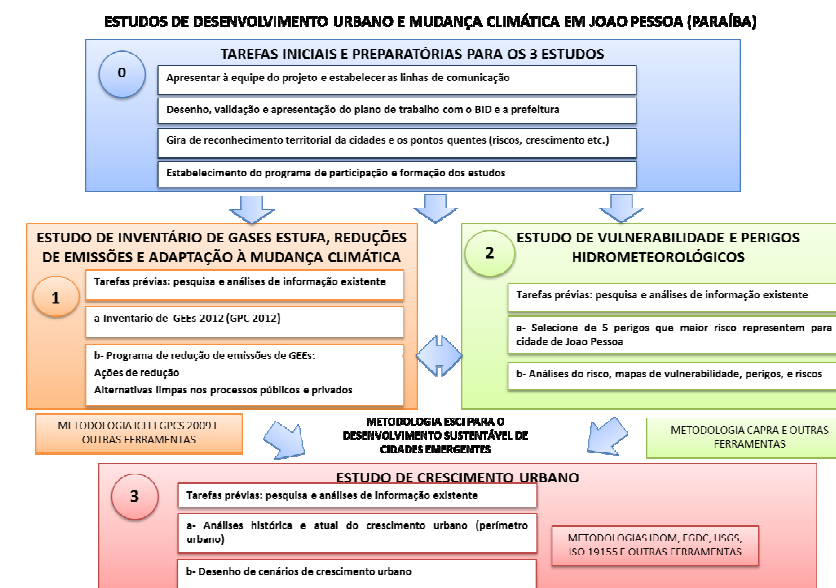 ESTUDOS DE DESENVOLVIMENTO URBANO E MUDANÇA CLIMÁTICA EM JOAO PESSOA (PARAÍBA)
0
TAREFAS INICIAIS E PREPARATÓRIAS PARA OS 3 ESTUDOS
Apresentar à equipe do projeto e estabelecer as linhas de comunicação
Desenho, validação e apresentação do plano de trabalho com o BID e a prefeitura
Gira de reconhecimento territorial da cidades e os pontos quentes (riscos, crescimento etc.)
Estabelecimento do programa de participação e formação dos estudos
ESTUDO DE INVENTÁRIO DE GASES ESTUFA, REDUÇÕES
DE EMISSÕES E ADAPTAÇÃO À MUDANÇA CLIMÁTICA
1
Tarefas prévias: pesquisa e análises de informação existente
a Inventario de GEEs 2012 (GPC 2012)
b- Programa de redução de emissões de GEEs:
Ações de redução
Alternativas limpas nos processos públicos e privados
METODOLOGIA ICLEI GPCS 2009 E
OUTRAS FERRAMENTAS
2
ESTUDO DE VULNERABILIDADE E PERIGOS
HIDROMETEOROLÓGICOS
Tarefas prévias: pesquisa e análises de informação existente
a- Selecione de 5 perigos que maior risco representem para
cidade de Joao Pessoa
b- Análises do risco, mapas de vulnerabilidade, perigos, e riscos
METODOLOGIA CAPRA E OUTRAS
FERRAMENTAS
METODOLOGIA ESCI PARA O
DESENVOLVIMENTO SUSTENTÁVEL DE
CIDADES EMERGENTES
ESTUDO DE CRESCIMENTO URBANO
3
Tarefas prévias: pesquisa e análises de informação existente
a- Análises histórica e atual do crescimento urbano (perímetro
urbano)
b- Desenho de cenários de crescimento urbano
METODOLOGIAS IDOM, FGDC, USGS,
ISO 19155 E OUTRAS FERRAMENTAS